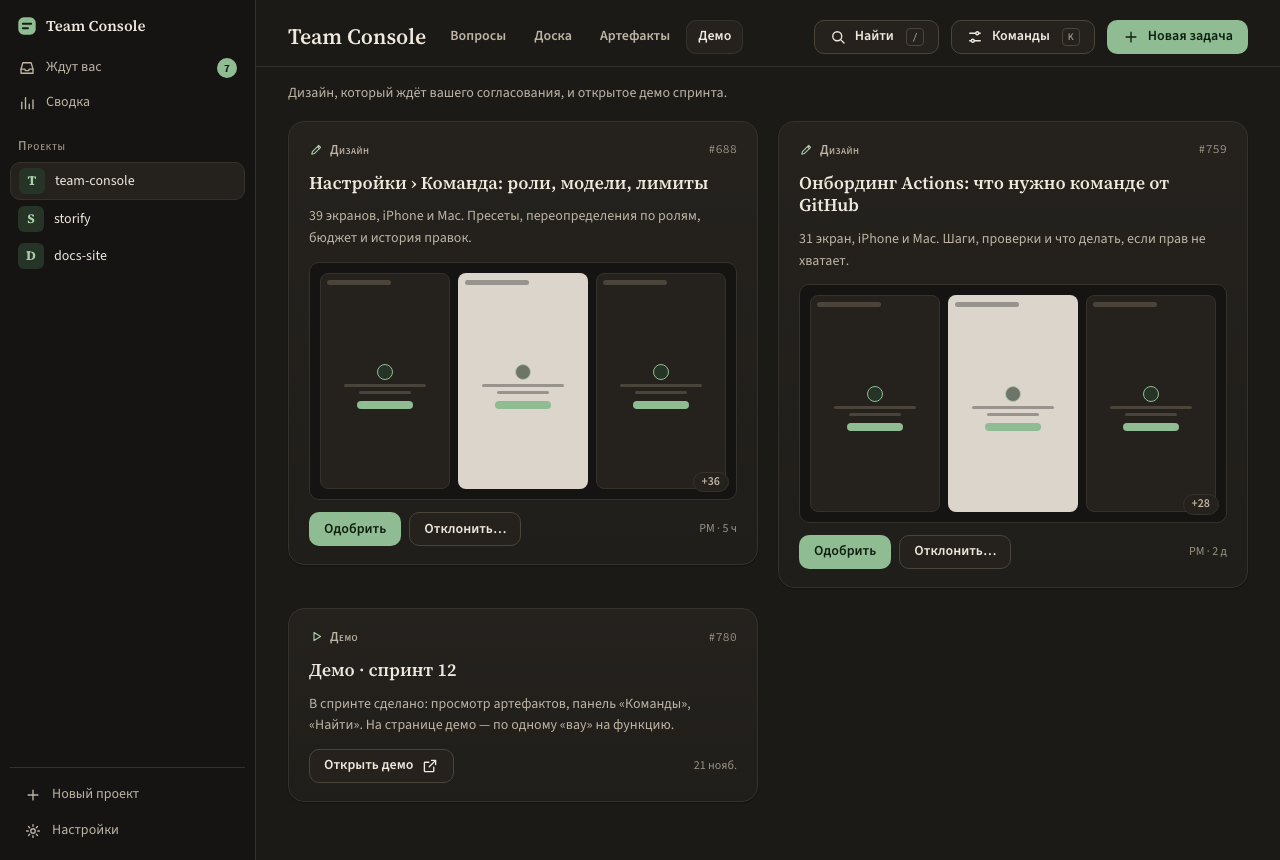 Team Console
Ждут вас
7
Сводка
Проекты
T
team-console
S
storify
D
docs-site
Новый проект
Настройки
Team Console
Вопросы
Доска
Артефакты
Демо
Найти
/
Команды
K
Новая задача
Дизайн, который ждёт вашего согласования, и открытое демо спринта.
Дизайн
#688
Настройки › Команда: роли, модели, лимиты
39 экранов, iPhone и Mac. Пресеты, переопределения по ролям,
бюджет и история правок.
+36
Одобрить
Отклонить…
PM · 5 ч
Дизайн
#759
Онбординг Actions: что нужно команде от
GitHub
31 экран, iPhone и Mac. Шаги, проверки и что делать, если прав не
хватает.
+28
Одобрить
Отклонить…
PM · 2 д
Демо
#780
Демо · спринт 12
В спринте сделано: просмотр артефактов, панель «Команды»,
«Найти». На странице демо — по одному «вау» на функцию.
Открыть демо
21 нояб.